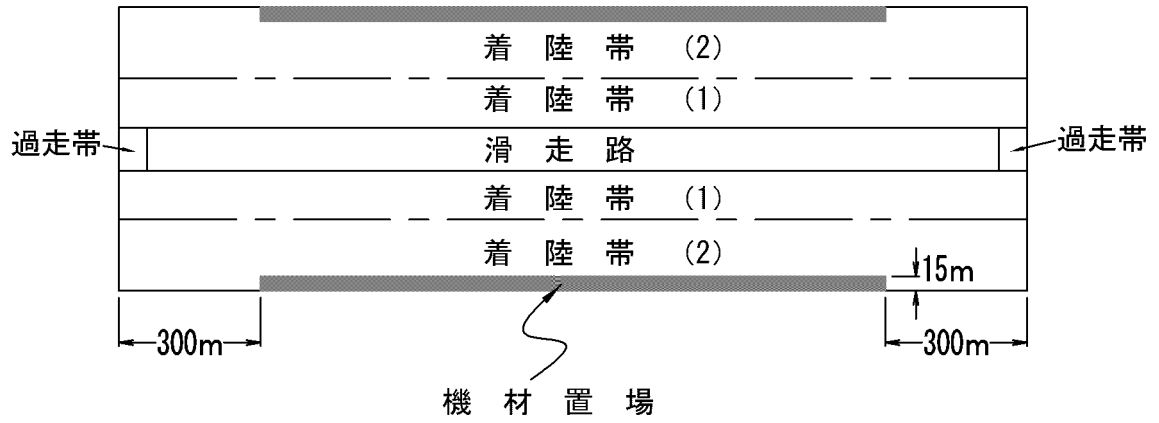 着陸帯 (2)
着陸帯 (1)
過走帯
滑走路
過走帯
着陸帯 (1)
着陸帯 (2)
15m
300m
300m
機材置場